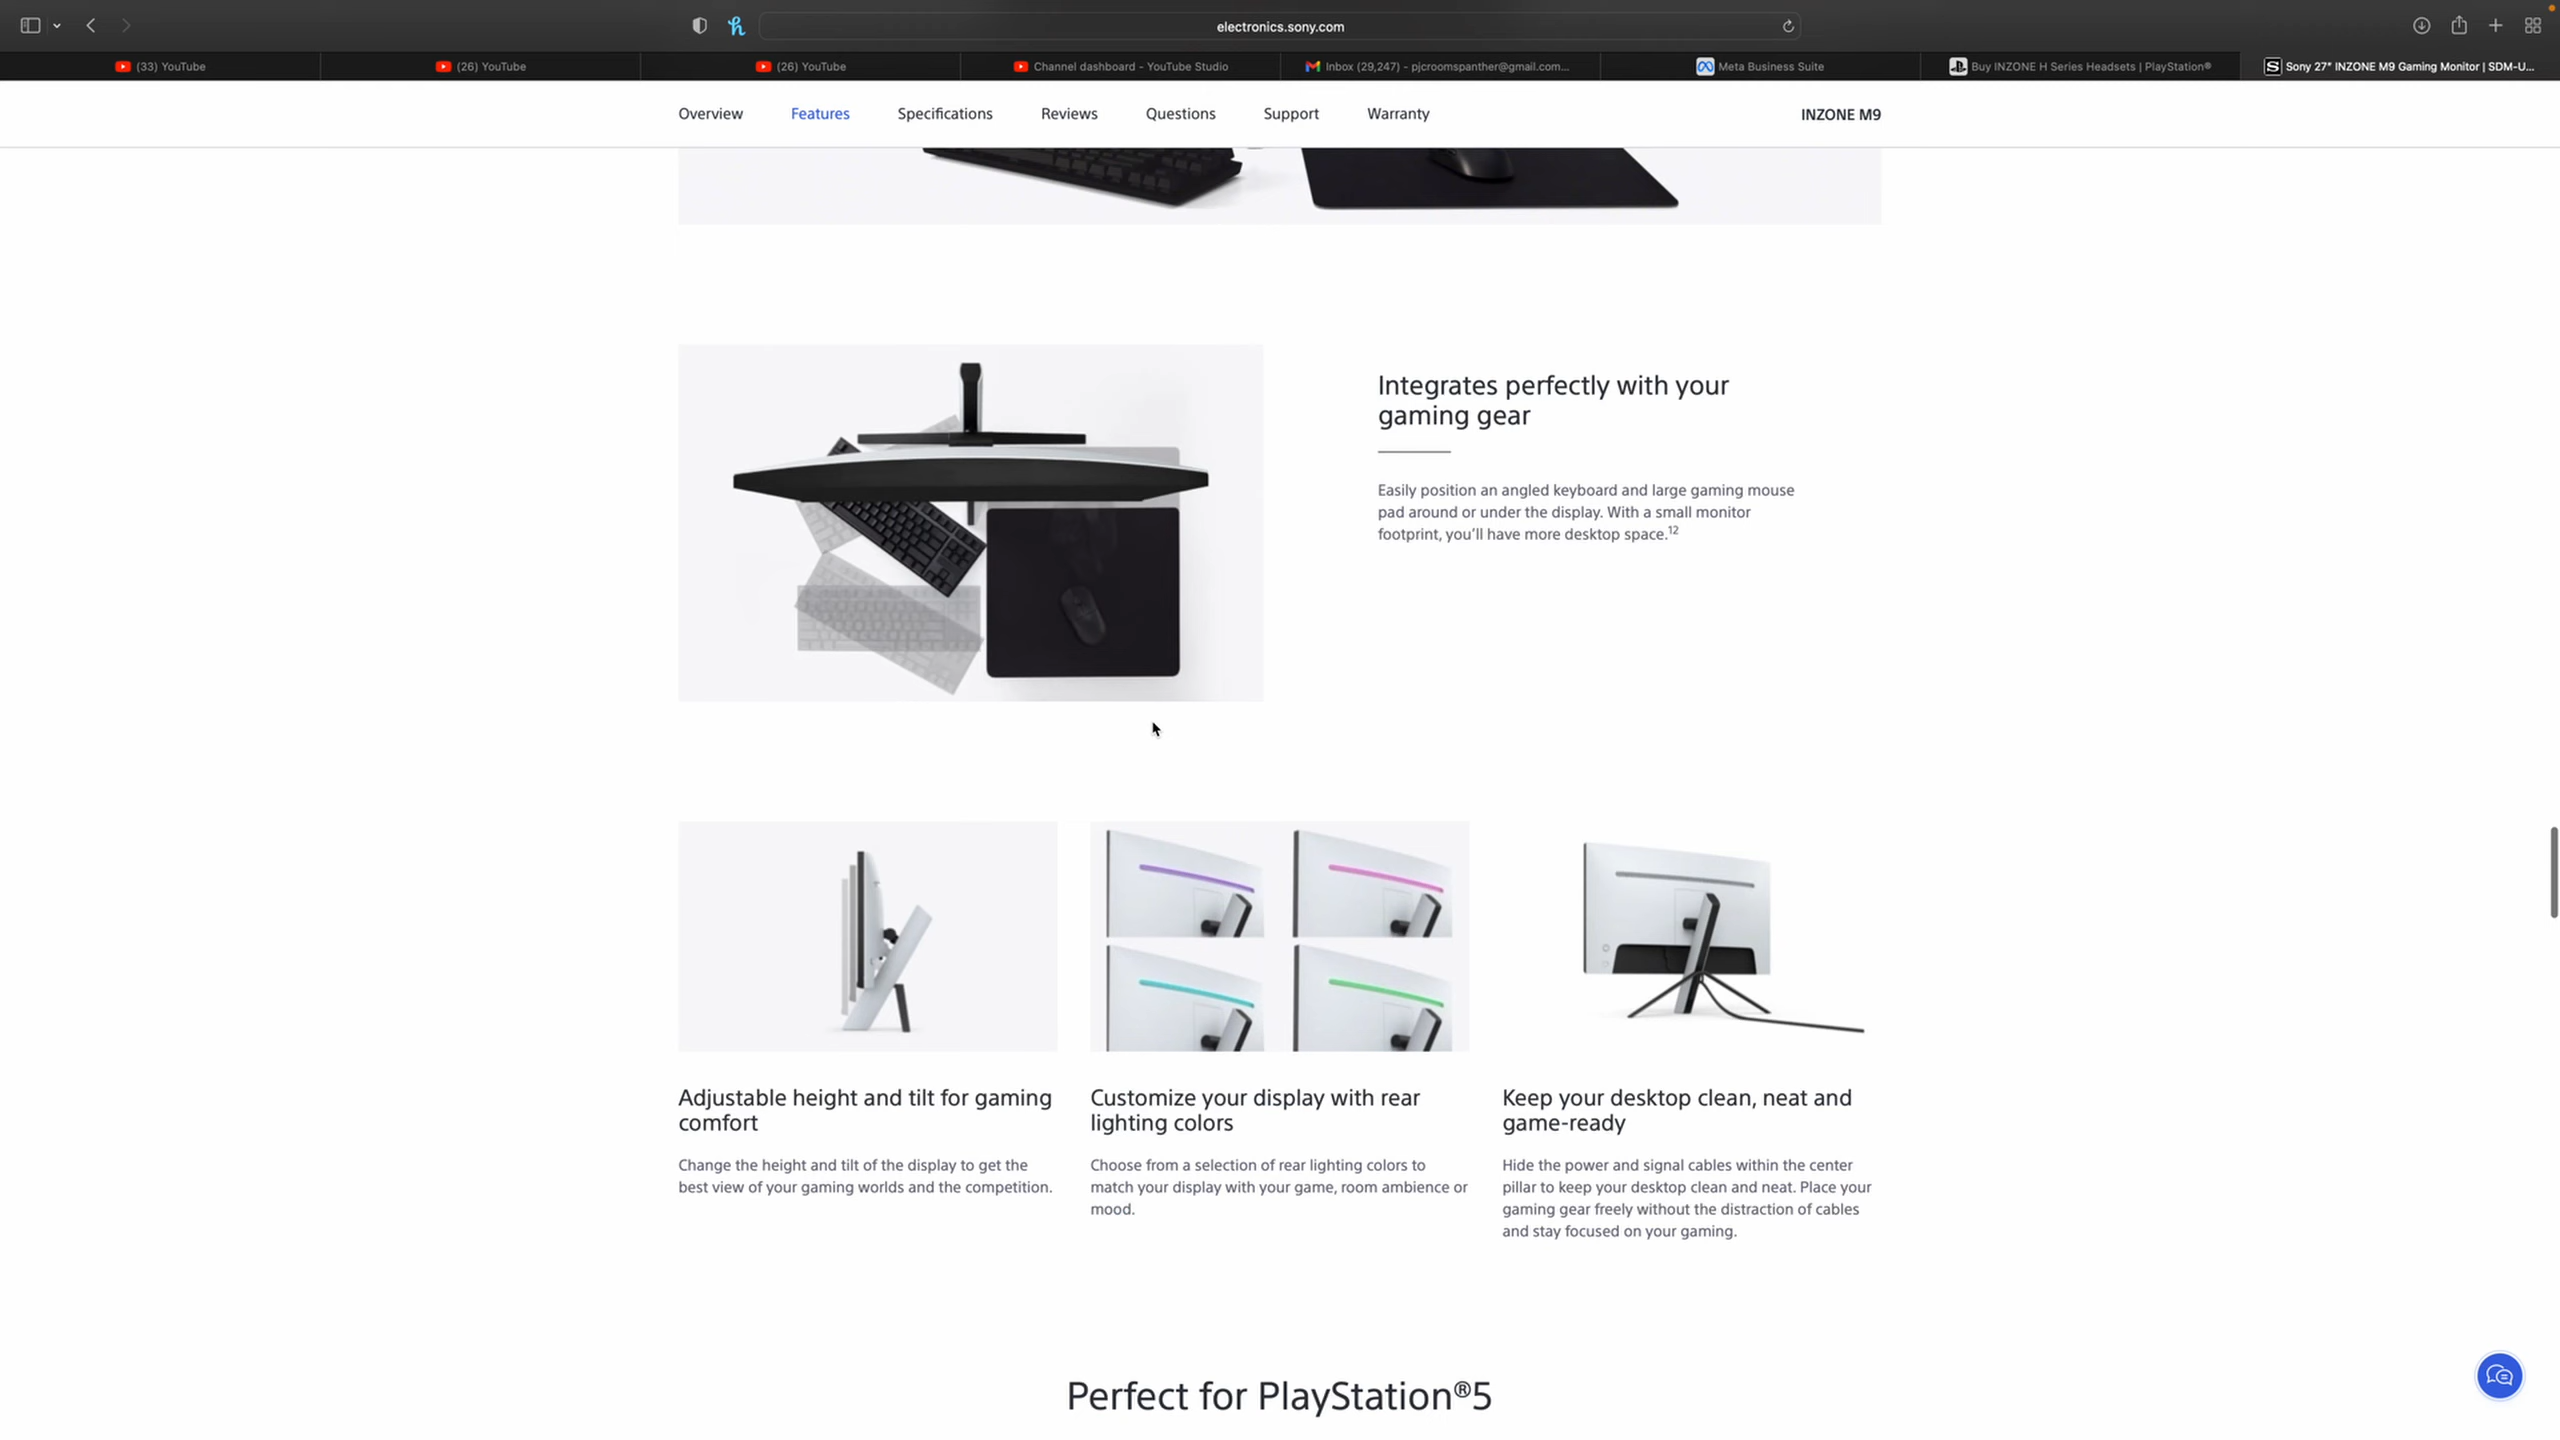 electronics.sony.com
(33) YouTube
(26) YouTube
(26) YouTube
Channel dashboard - YouTube Studio
Inbox (29,247) - pjcroomspanther@gmail.com...
Meta Business Suite
Buy INZONE H Series Headsets | PlayStation®
Sony 27" INZONE M9 Gaming Monitor | SDM-U...
Overview
Features
Specifications
Reviews
Questions
Support
Warranty
INZONE M9
Integrates perfectly with your
gaming gear
Easily position an angled keyboard and large gaming mouse
pad around or under the display. With a small monitor
footprint, you'll have more desktop space.¹²
Adjustable height and tilt for gaming
comfort
Change the height and tilt of the display to get the
best view of your gaming worlds and the competition.
Customize your display with rear
lighting colors
Choose from a selection of rear lighting colors to
match your display with your game, room ambience or
mood.
Keep your desktop clean, neat and
game-ready
Hide the power and signal cables within the center
pillar to keep your desktop clean and neat. Place your
gaming gear freely without the distraction of cables
and stay focused on your gaming.
Perfect for PlayStation®5